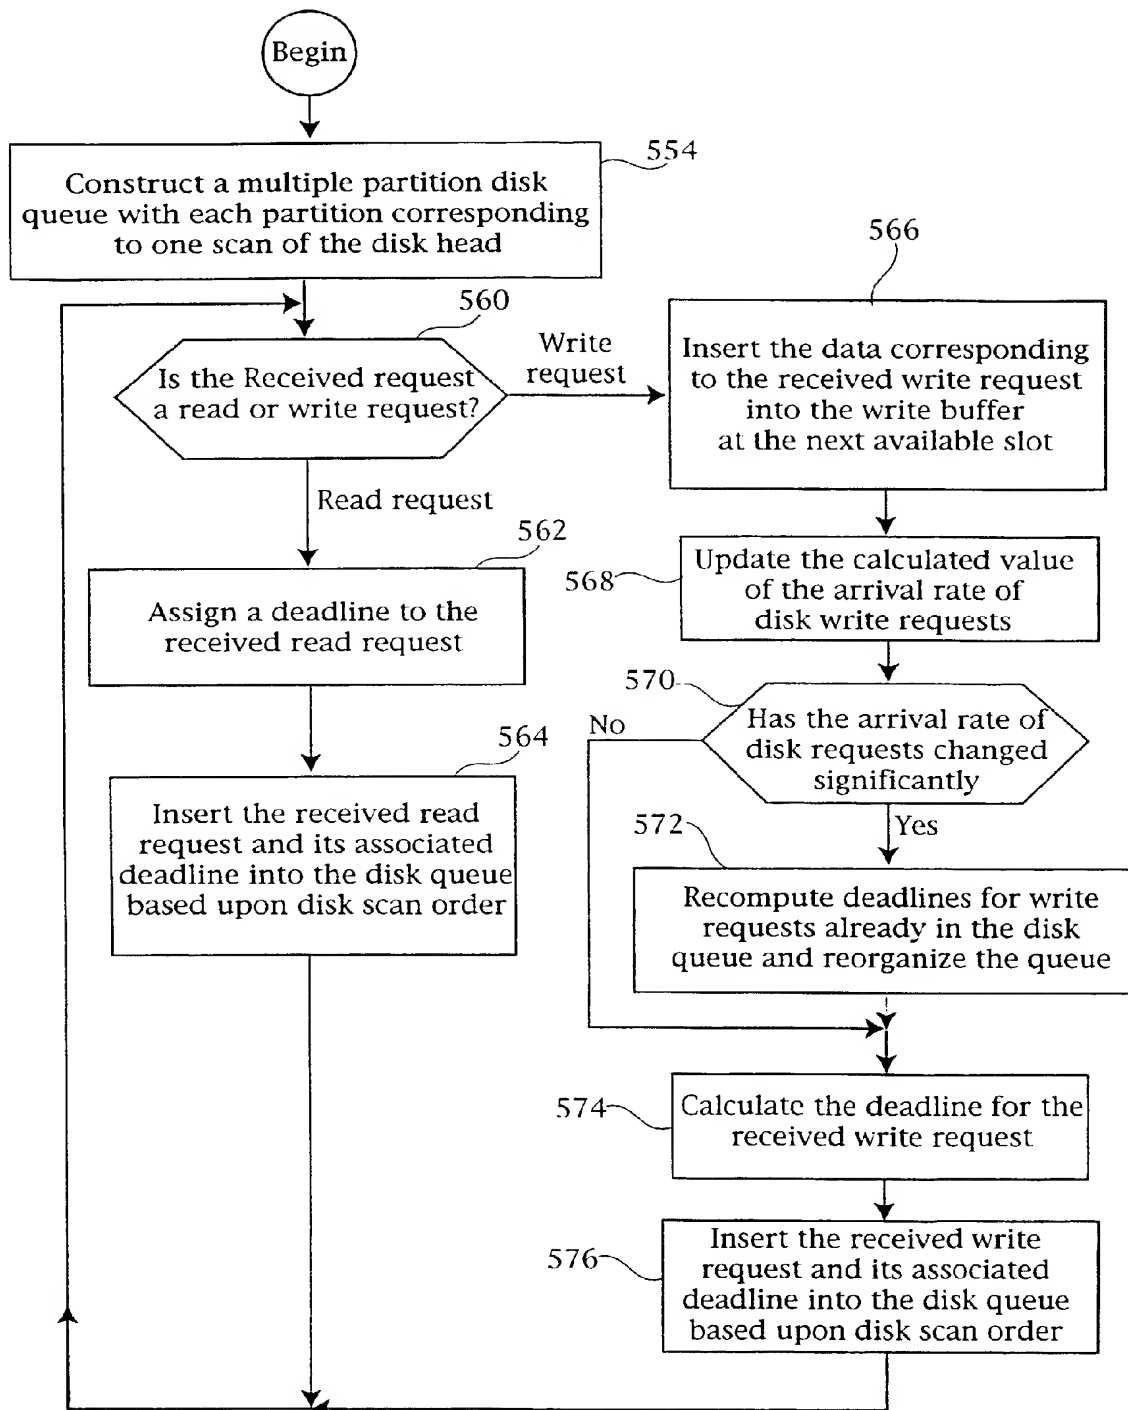 Begin
554
Construct a multiple partition disk
queue with each partition corresponding
to one scan of the disk head
560
Is the Received request
a read or write request?
Write
request
566
Insert the data corresponding
to the received write request
into the write buffer
at the next available slot
Read request
562
Assign a deadline to the
received read request
568
Update the calculated value
of the arrival rate of
disk write requests
570
Has the arrival rate of
disk requests changed
significantly
No
Yes
564
Insert the received read
request and its associated
deadline into the disk queue
based upon disk scan order
572
Recompute deadlines for write
requests already in the disk
queue and reorganize the queue
574
Calculate the deadline for the
received write request
576
Insert the received write
request and its associated
deadline into the disk queue
based upon disk scan order